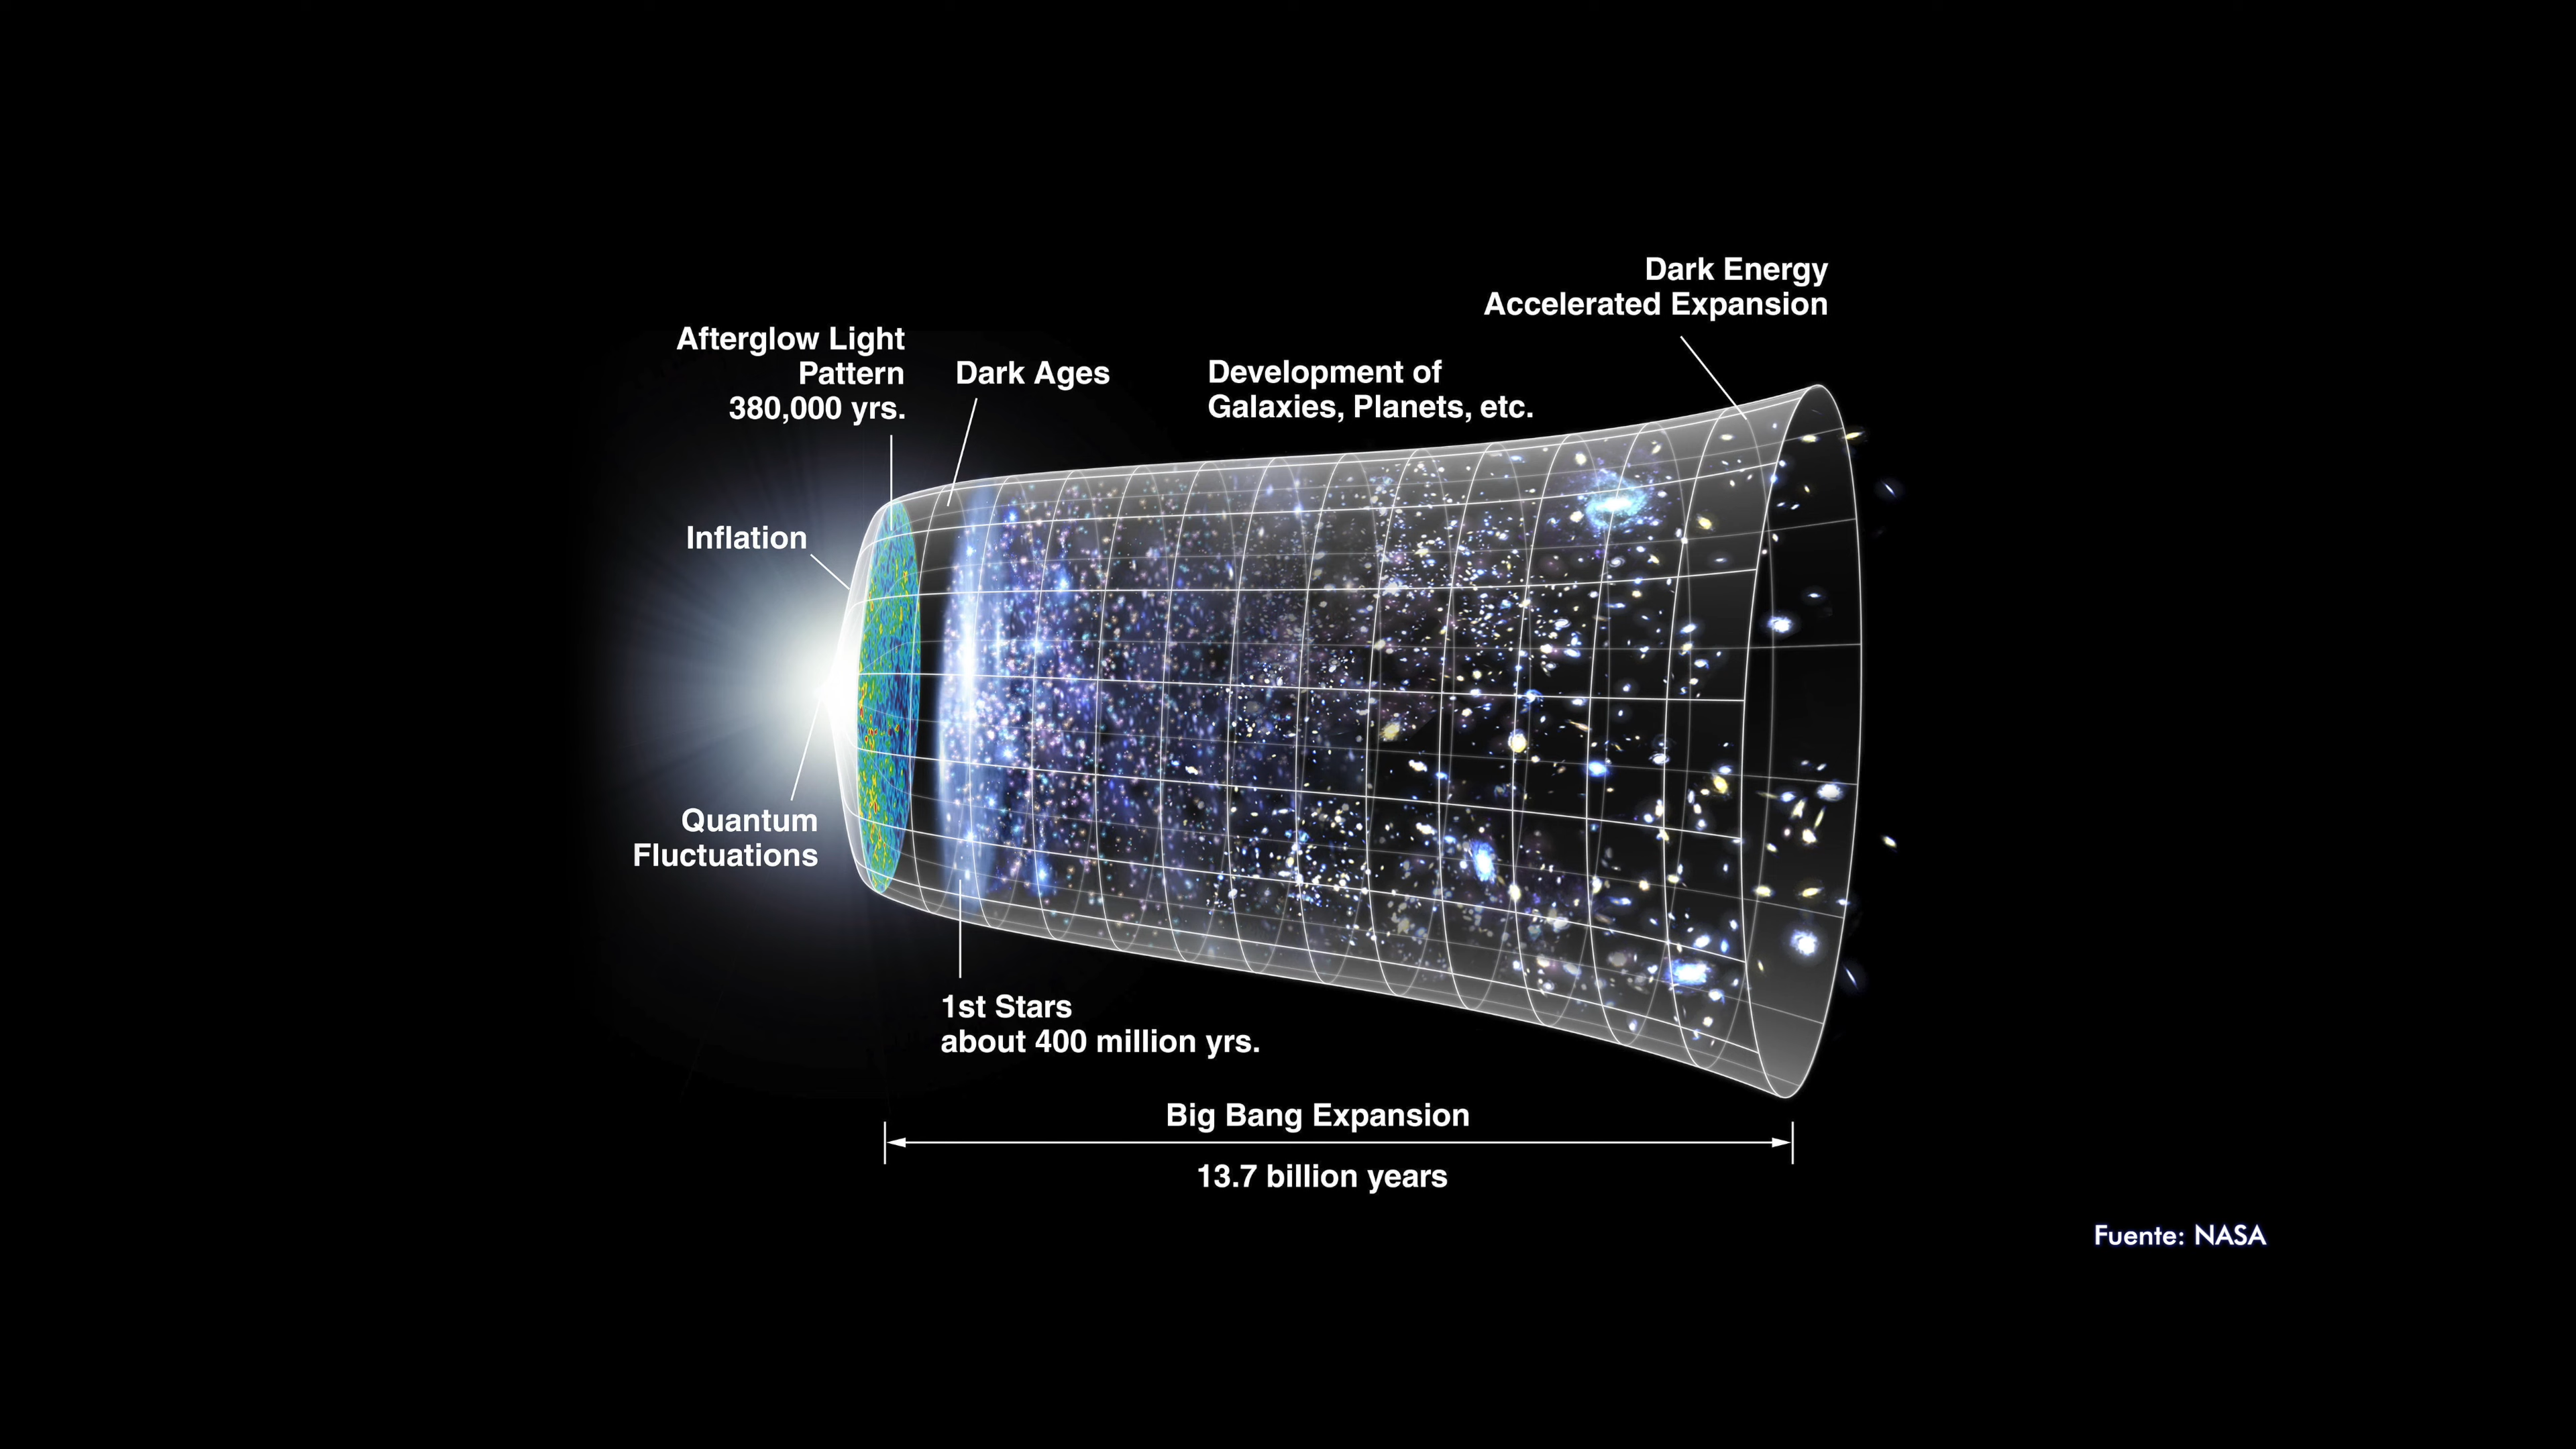 Dark Energy
Accelerated Expansion
Afterglow Light
Pattern
380,000 yrs.
Dark Ages
Development of
Galaxies, Planets, etc.
Inflation
Quantum
Fluctuations
1st Stars
about 400 million yrs.
Big Bang Expansion
13.7 billion years
Fuente: NASA